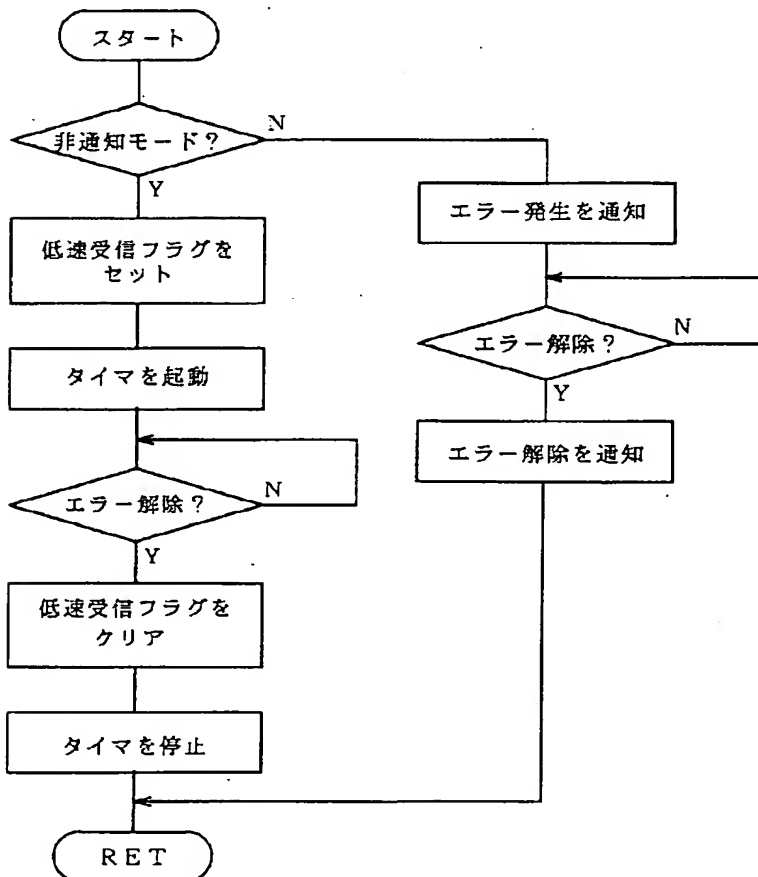 スタート
非通知モード?
N
Y
低速受信フラグを
セット
タイマを起動
エラー解除?
N
Y
低速受信フラグを
クリア
タイマを停止
RET
エラー発生を通知
エラー解除?
N
Y
エラー解除を通知